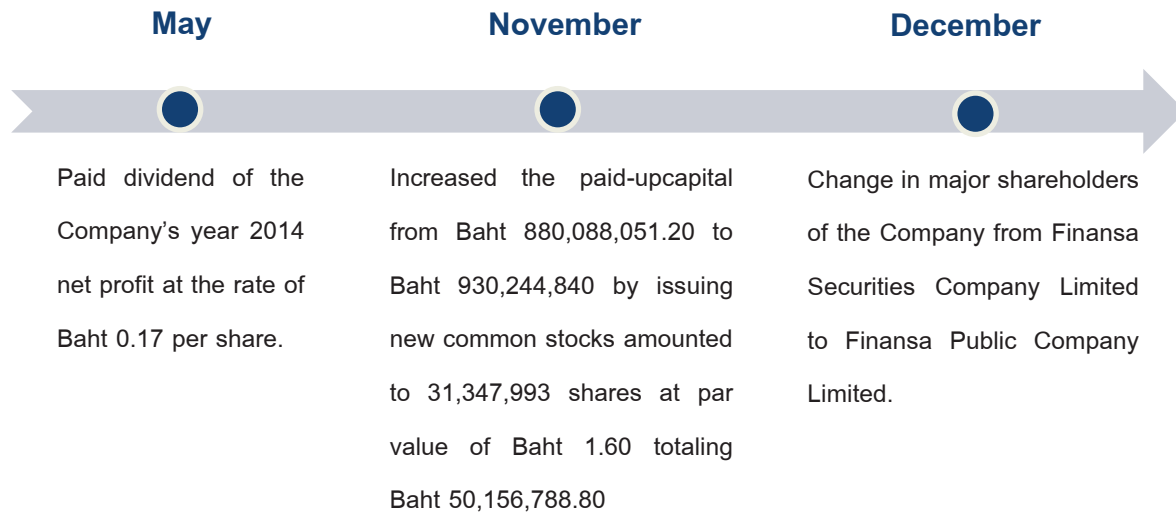 May
Paid dividend of the
Company’s year 2014
net profit at the rate of
Baht 0.17 per share.
November
Increased the paid-upcapital
from Baht 880,088,051.20 to
Baht 930,244,840 by issuing
new common stocks amounted
to 31,347,993 shares at par
value of Baht 1.60 totaling
Baht 50,156,788.80
December
Change in major shareholders
of the Company from Finansa
Securities Company Limited
to Finansa Public Company
Limited.